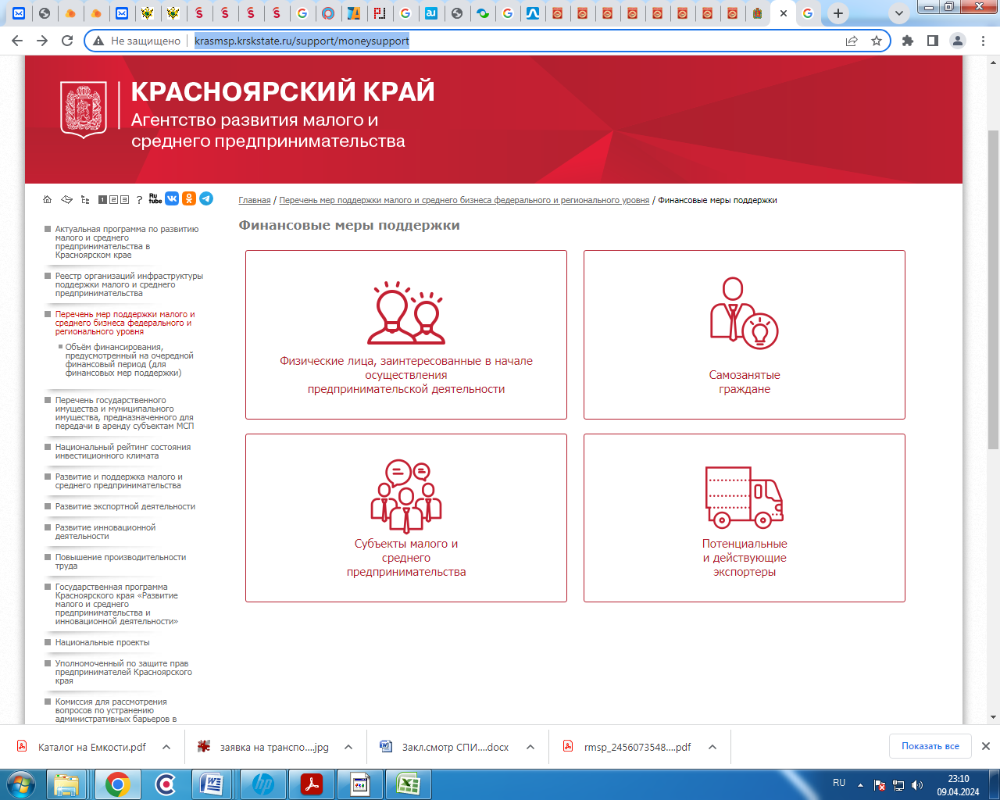 Не защищено
krasmsp.krskstate.ru/support/moneysupport
КРАСНОЯРСКИЙ КРАЙ
Агентство развития малого и
среднего предпринимательства
1 2 3 ? Ru tube
Главная / Перечень мер поддержки малого и среднего бизнеса федерального и регионального уровня / Финансовые меры поддержки
Финансовые меры поддержки
Актуальная программа по развитию
малого и среднего
предпринимательства в
Красноярском крае
Реестр организаций инфраструктуры
поддержки малого и среднего
предпринимательства
Перечень мер поддержки малого и
среднего бизнеса федерального и
регионального уровня
Объём финансирования,
предусмотренный на очередной
финансовый период (для
финансовых мер поддержки)
Перечень государственного
имущества и муниципального
имущества, предназначенного для
передачи в аренду субъектам МСП
Национальный рейтинг состояния
инвестиционного климата
Развитие и поддержка малого и
среднего предпринимательства
Развитие экспортной деятельности
Развитие инновационной
деятельности
Повышение производительности
труда
Государственная программа
Красноярского края «Развитие
малого и среднего
предпринимательства и
инновационной деятельности»
Национальные проекты
Уполномоченный по защите прав
предпринимателей Красноярского
края
Комиссия для рассмотрения
вопросов по устранению
административных барьеров в
Физические лица, заинтересованные в начале
осуществления
предпринимательской деятельности
Самозанятые
граждане
Субъекты малого и
среднего
предпринимательства
Потенциальные
и действующие
экспортеры
Каталог на Емкости.pdf
заявка на транспо....jpg
Закл.смотр СПИ....docx
rmsp_2456073548....pdf
Показать все
RU
23:10
09.04.2024